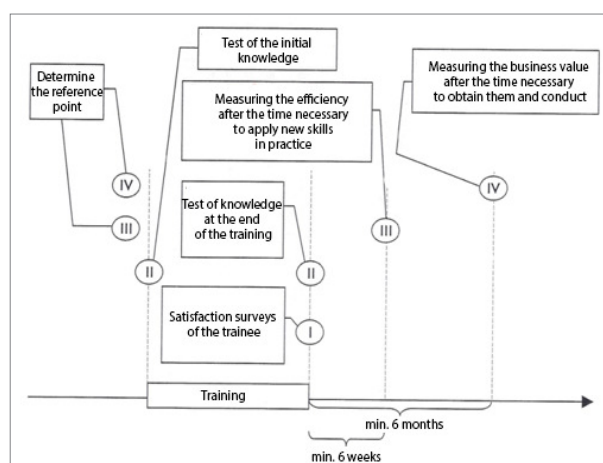 Test of the initial
knowledge
Determine
the reference
point
Measuring the efficiency
after the time necessary
to apply new skills
in practice
Measuring the business value
after the time necessary
to obtain them and conduct
IV
III
II
Test of knowledge
at the end
of the training
II
III
IV
Satisfaction surveys
of the trainee
I
Training
min. 6 months
min. 6 weeks